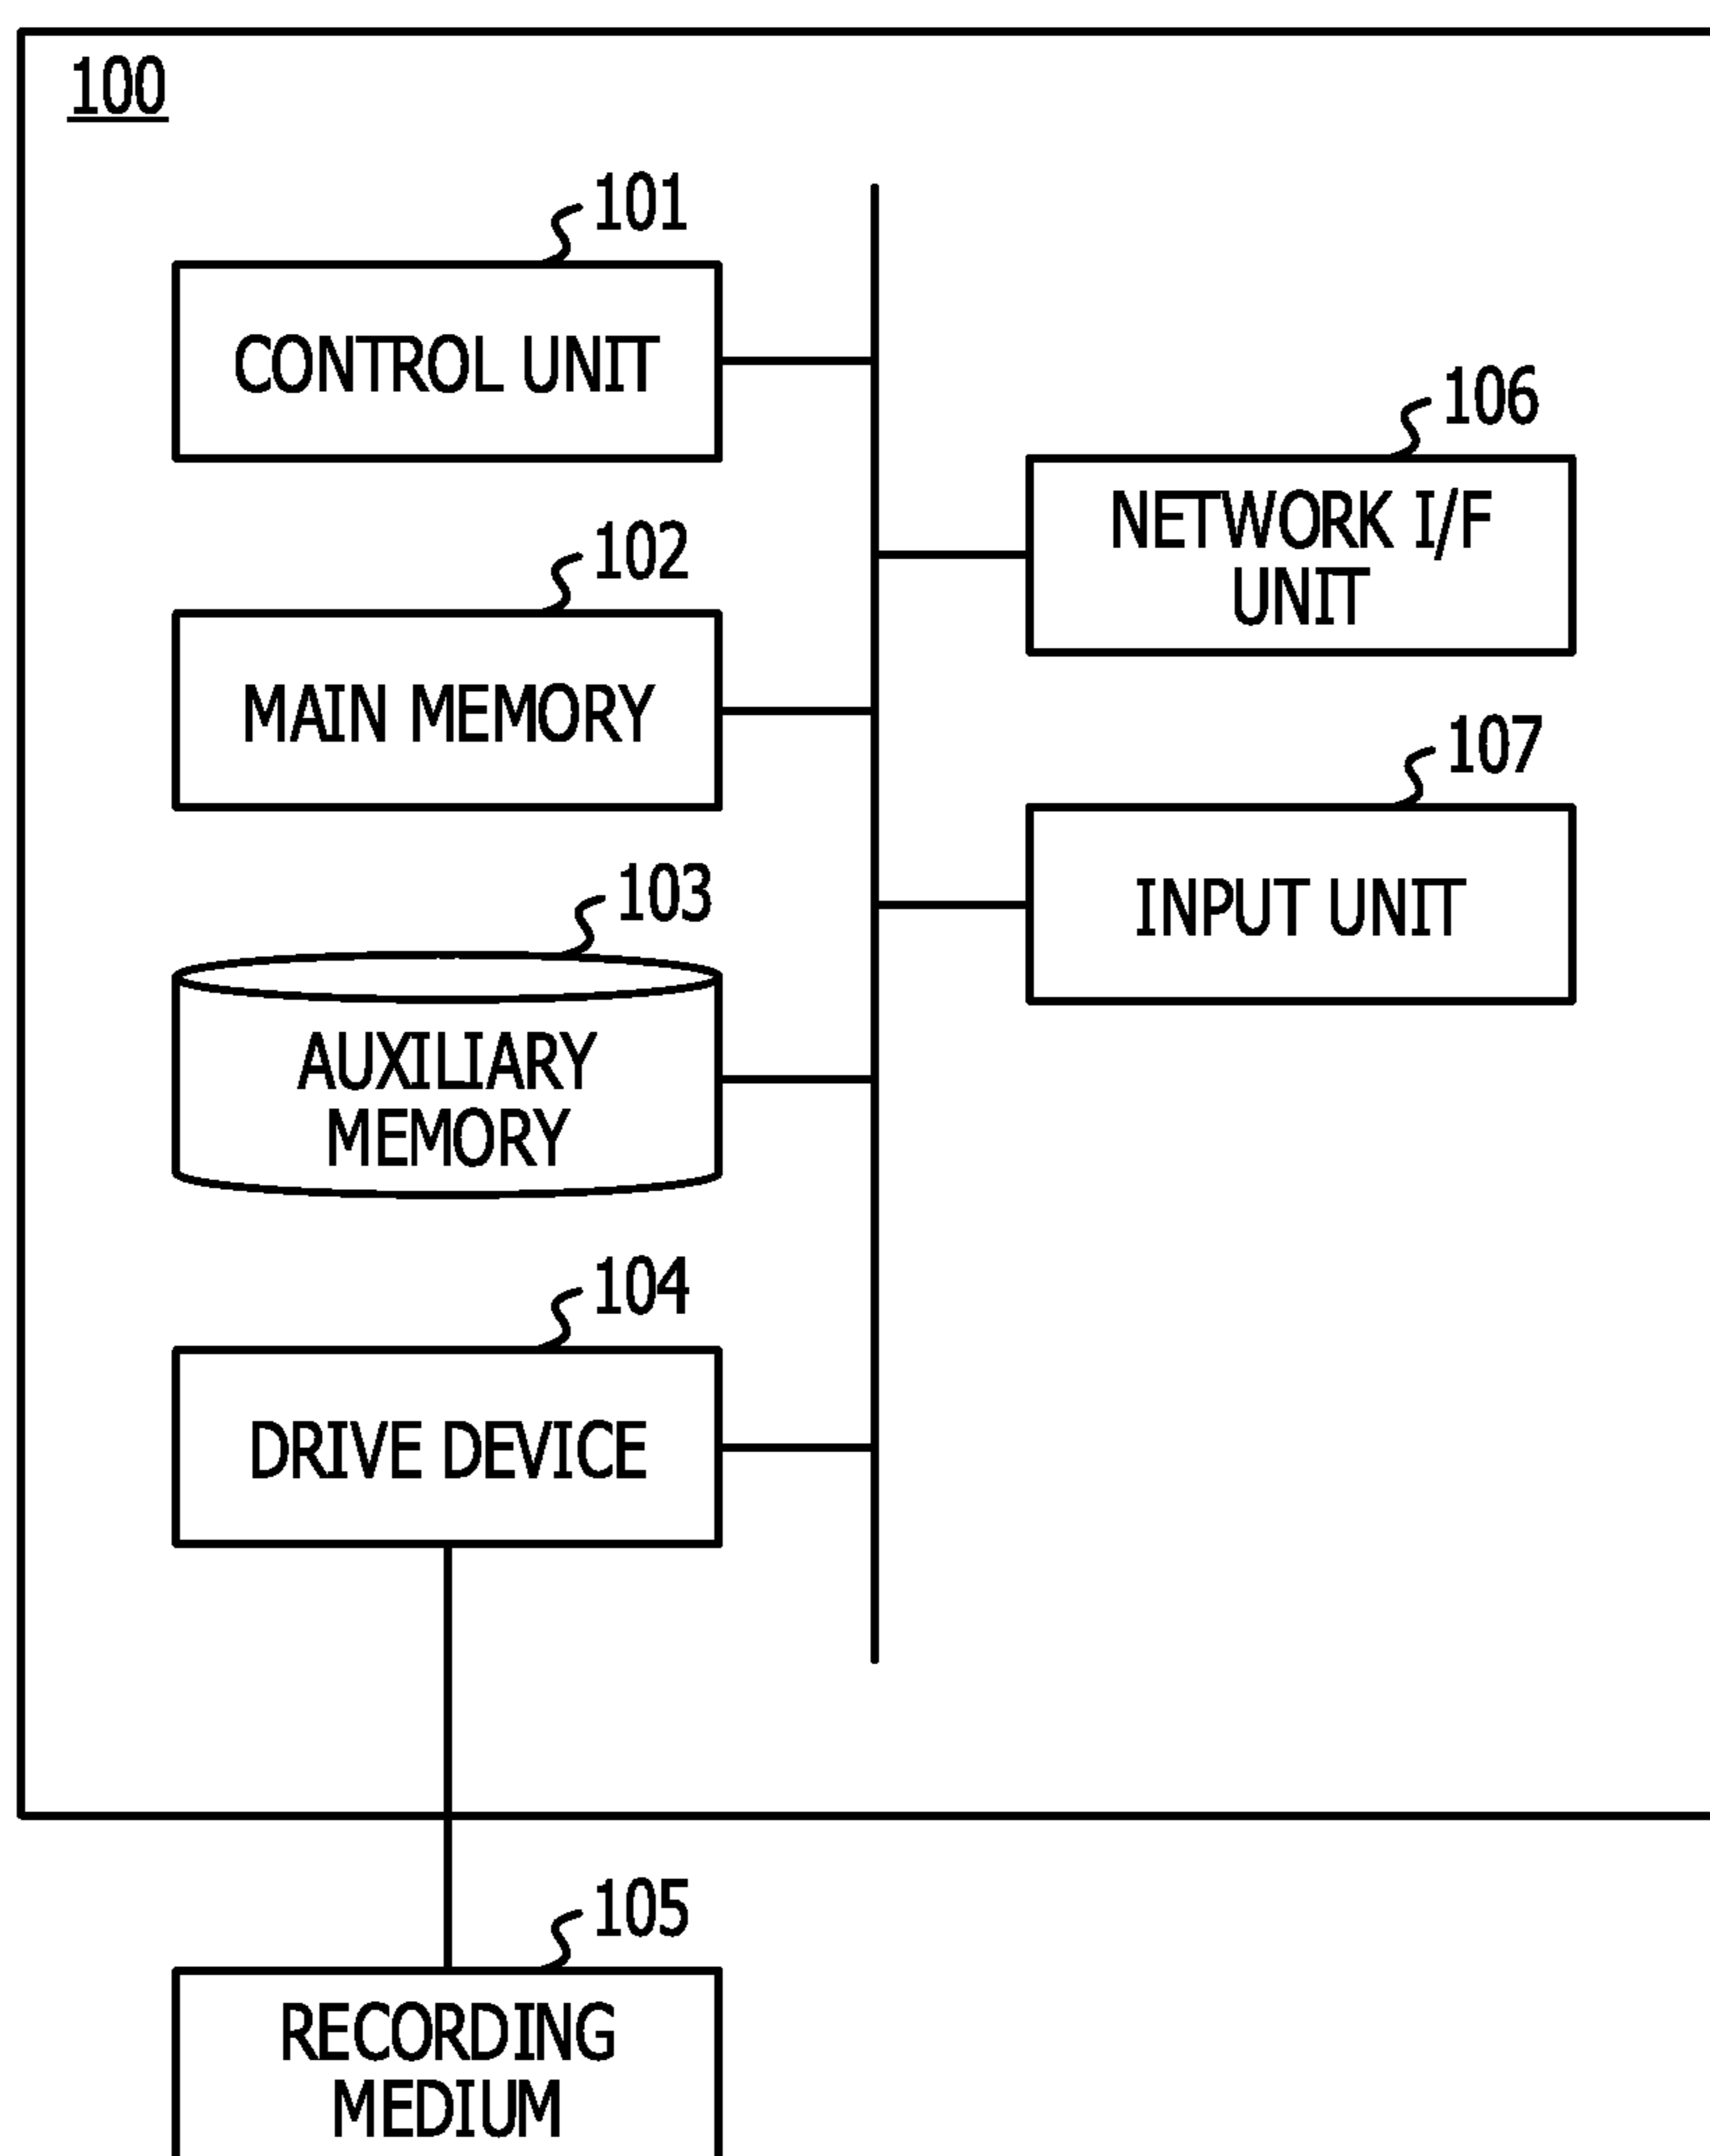 100
101
CONTROL UNIT
102
MAIN MEMORY
103
AUXILIARY
MEMORY
104
DRIVE DEVICE
105
RECORDING
MEDIUM
106
NETWORK I/F
UNIT
107
INPUT UNIT